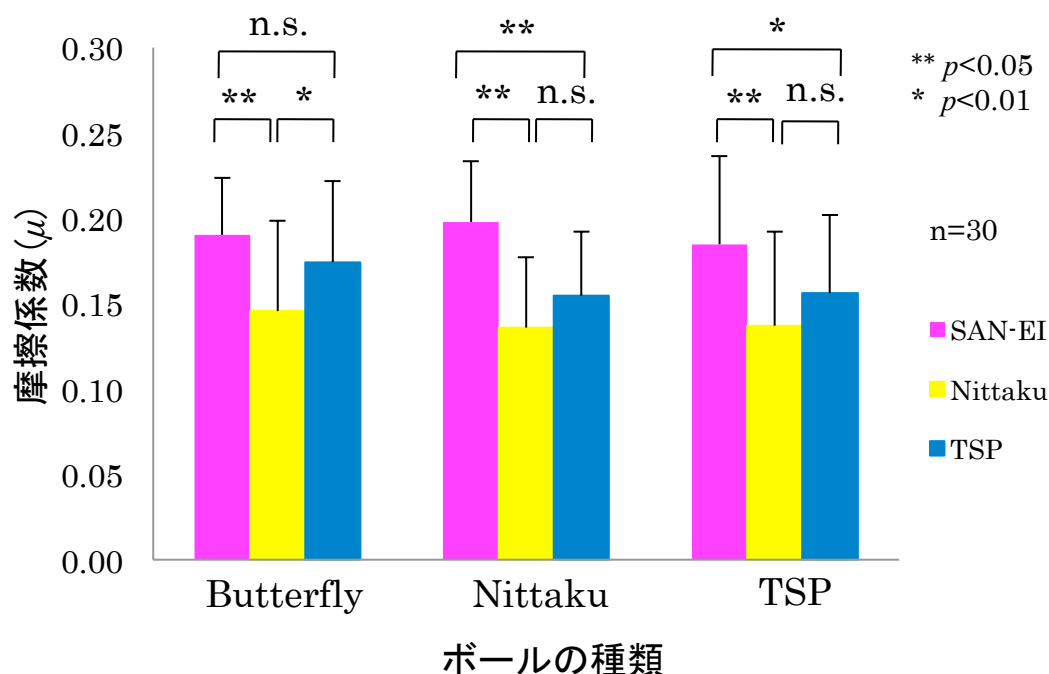 摩擦係数(μ)
0.30
0.25
0.20
0.15
0.10
0.05
0.00
n.s.
** *
**
** n.s.
*
** n.s.
** p<0.05
* p<0.01
n=30
SAN-EI
Nittaku
TSP
Butterfly Nittaku TSP
ボールの種類